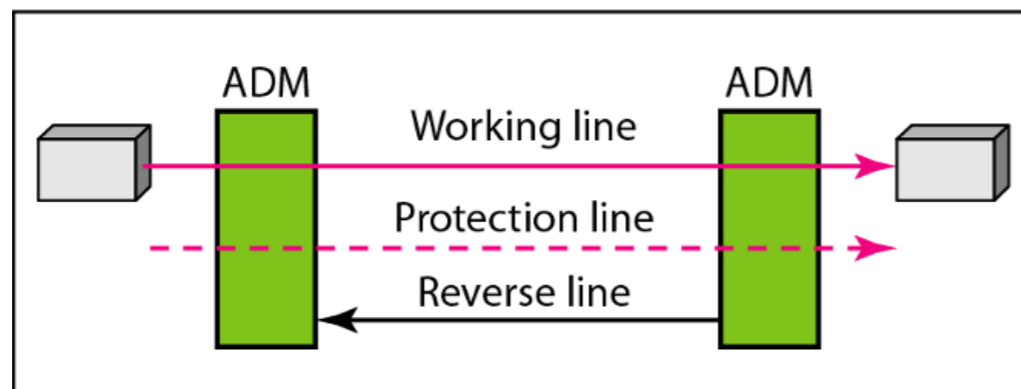 ADM
ADM
Working line
Protection line
Reverse line